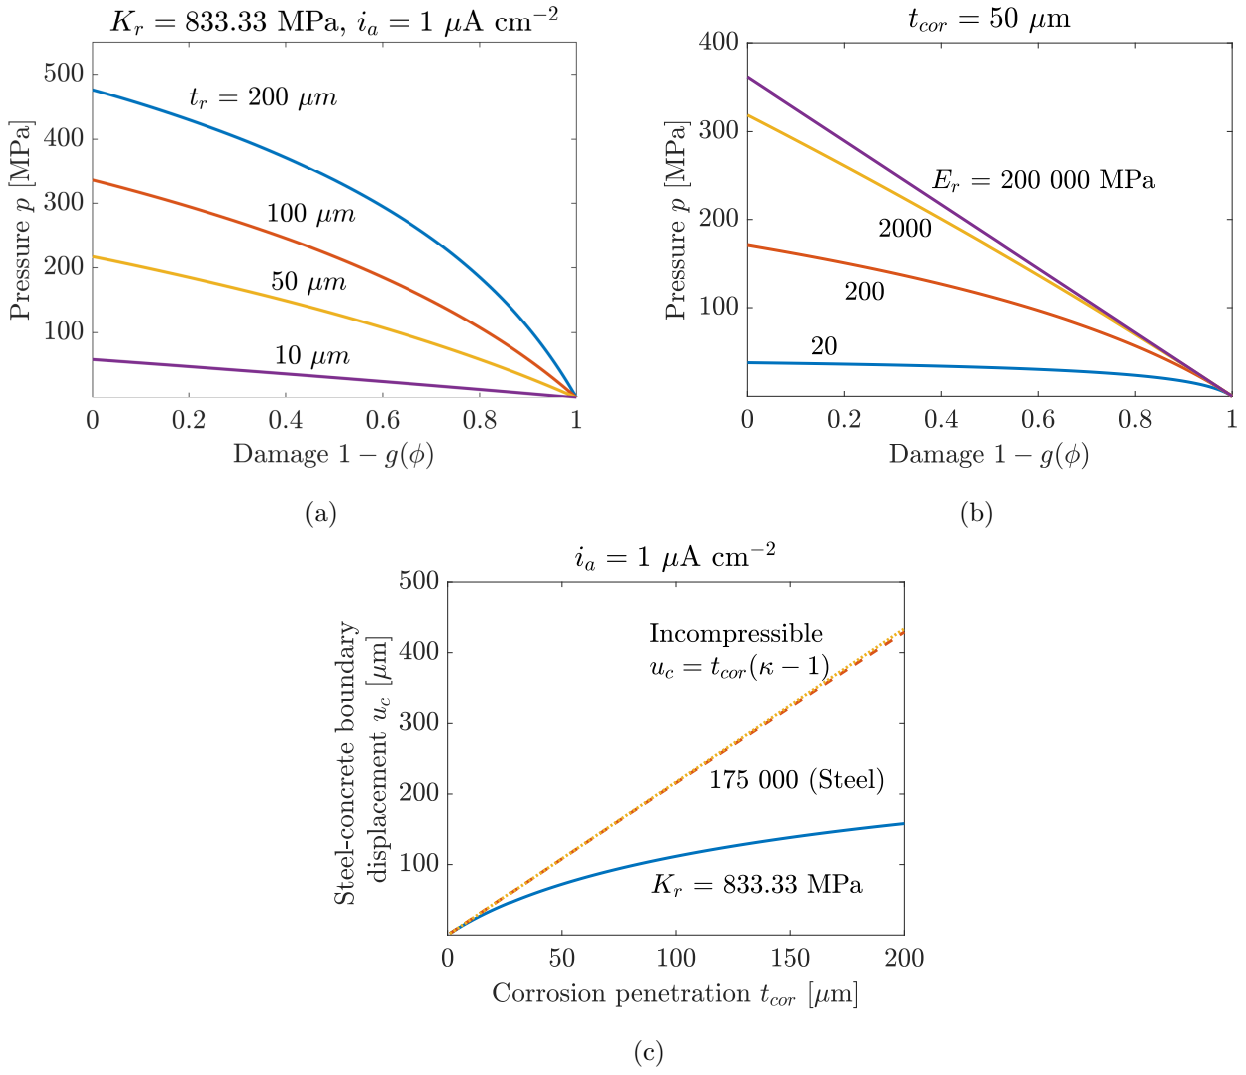 K_r = 833.33 MPa, i_a = 1 μA cm⁻²
500
400
300
200
100
0
0.2
0.4
0.6
0.8
1
Pressure p [MPa]
Damage 1 − g(ϕ)
t_r = 200 μm
100 μm
50 μm
10 μm
(a)
t_cor = 50 μm
400
300
200
100
0
0.2
0.4
0.6
0.8
1
Pressure p [MPa]
Damage 1 − g(ϕ)
E_r = 200 000 MPa
2000
200
20
(b)
i_a = 1 μA cm⁻²
500
400
300
200
100
0
50
100
150
200
Steel-concrete boundary
displacement u_c [μm]
Corrosion penetration t_cor [μm]
Incompressible
u_c = t_cor(κ − 1)
175 000 (Steel)
K_r = 833.33 MPa
(c)